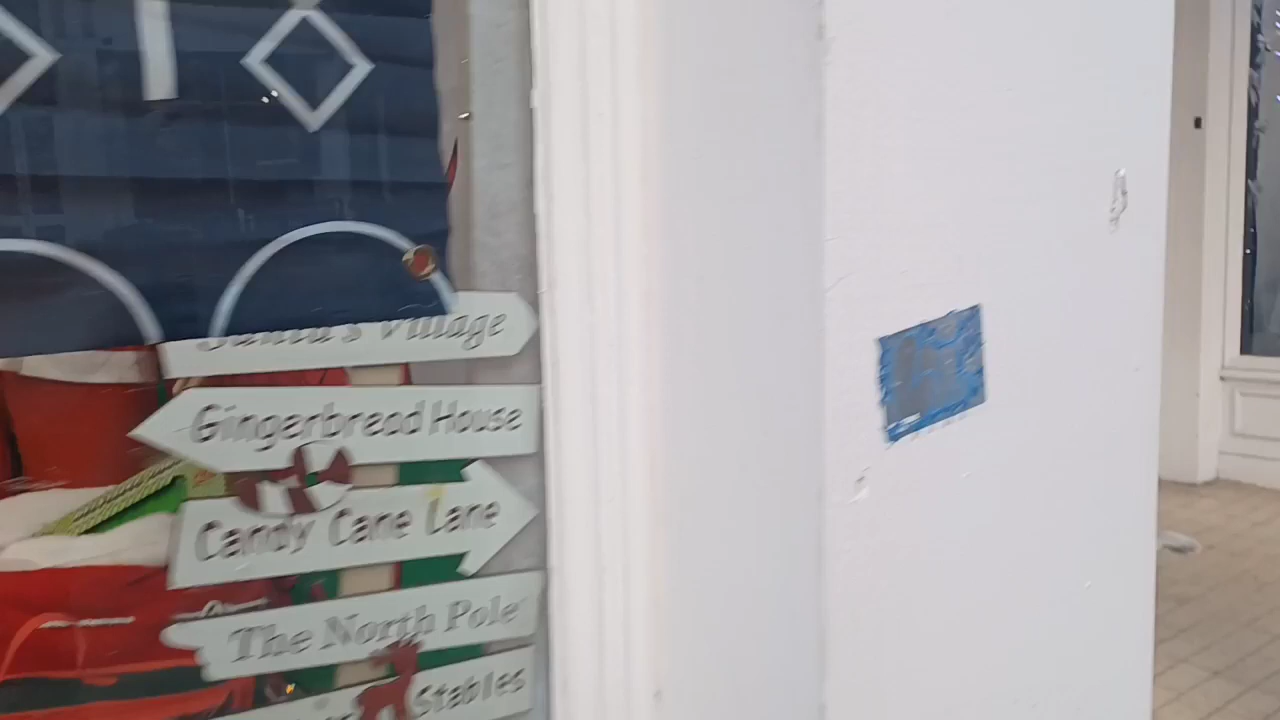 Santa's Village
Gingerbread House
Candy Cane Lane
The North Pole
Stables